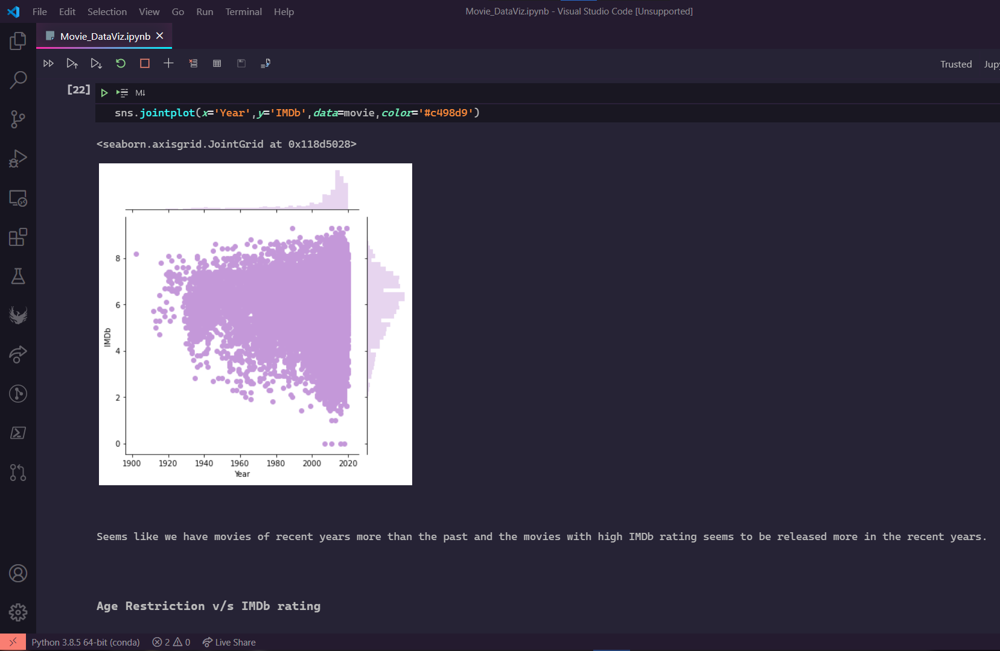 File Edit Selection View Go Run Terminal Help
Movie_DataViz.ipynb - Visual Studio Code [Unsupported]
Movie_DataViz.ipynb
Trusted
Jupy
[22]
M↓
sns.jointplot(x='Year',y='IMDb',data=movie,color='#c498d9')
<seaborn.axisgrid.JointGrid at 0x118d5028>
8
6
4
2
0
IMDb
1900 1920 1940 1960 1980 2000 2020
Year
Seems like we have movies of recent years more than the past and the movies with high IMDb rating seems to be released more in the recent years.
Age Restriction v/s IMDb rating
Python 3.8.5 64-bit (conda) 2 0 Live Share